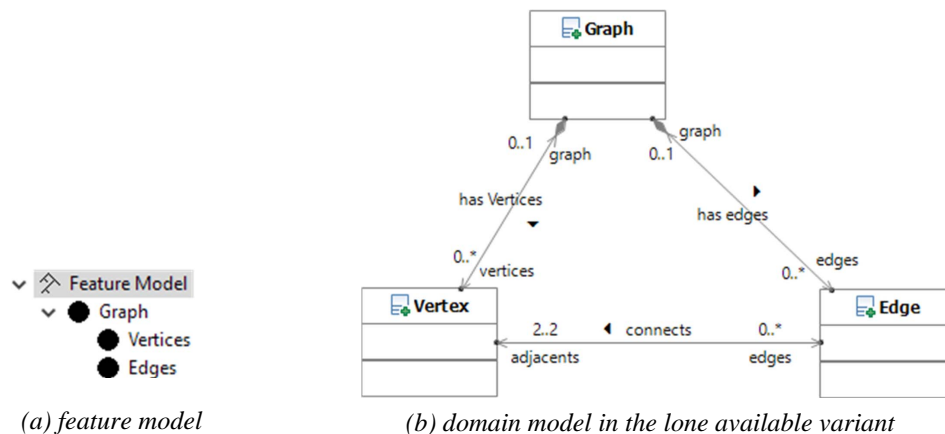 Graph
0..1
graph
graph
0..1
has Vertices
has edges
0..*
vertices
edges
0..*
Feature Model
Graph
Vertices
Edges
Vertex
Edge
2..2
connects
0..*
adjacents
edges
(a) feature model
(b) domain model in the lone available variant